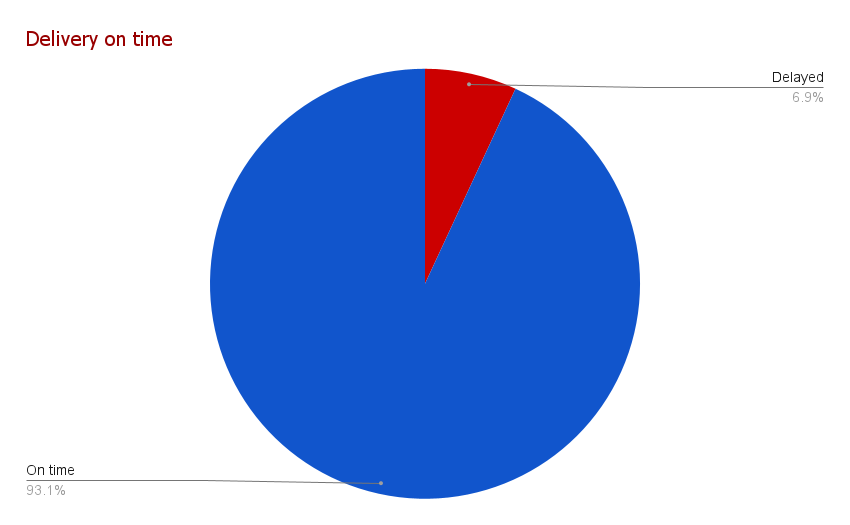 Delivery on time
Delayed
6.9%
On time
93.1%